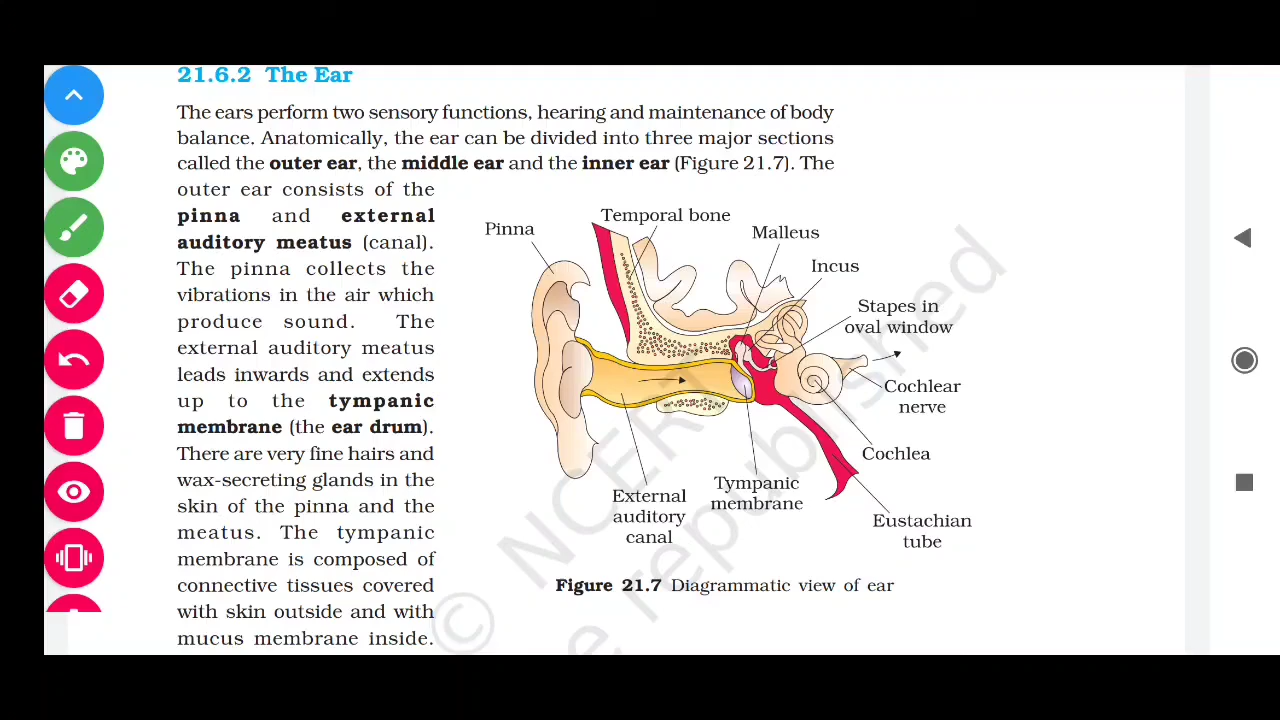 21.6.2 The Ear
The ears perform two sensory functions, hearing and maintenance of body
balance. Anatomically, the ear can be divided into three major sections
called the outer ear, the middle ear and the inner ear (Figure 21.7). The
outer ear consists of the
pinna and external
auditory meatus (canal).
The pinna collects the
vibrations in the air which
produce sound. The
external auditory meatus
leads inwards and extends
up to the tympanic
membrane (the ear drum).
There are very fine hairs and
wax-secreting glands in the
skin of the pinna and the
meatus. The tympanic
membrane is composed of
connective tissues covered
with skin outside and with
mucus membrane inside.
Pinna
Temporal bone
Malleus
Incus
Stapes in
oval window
Cochlear
nerve
Cochlea
Eustachian
tube
Tympanic
membrane
External
auditory
canal
Figure 21.7 Diagrammatic view of ear
© NCERT
republished